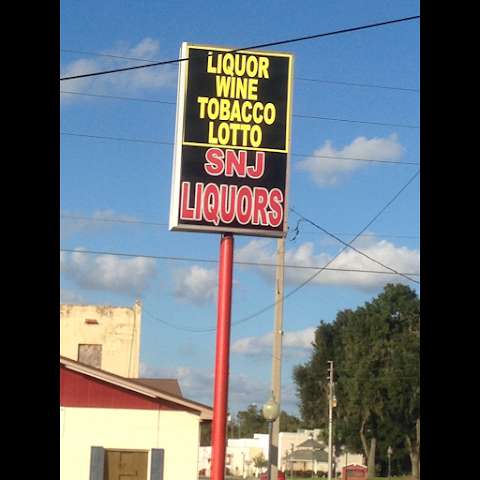 LIQUOR
WINE
TOBACCO
LOTTO
SNJ
LIQUORS